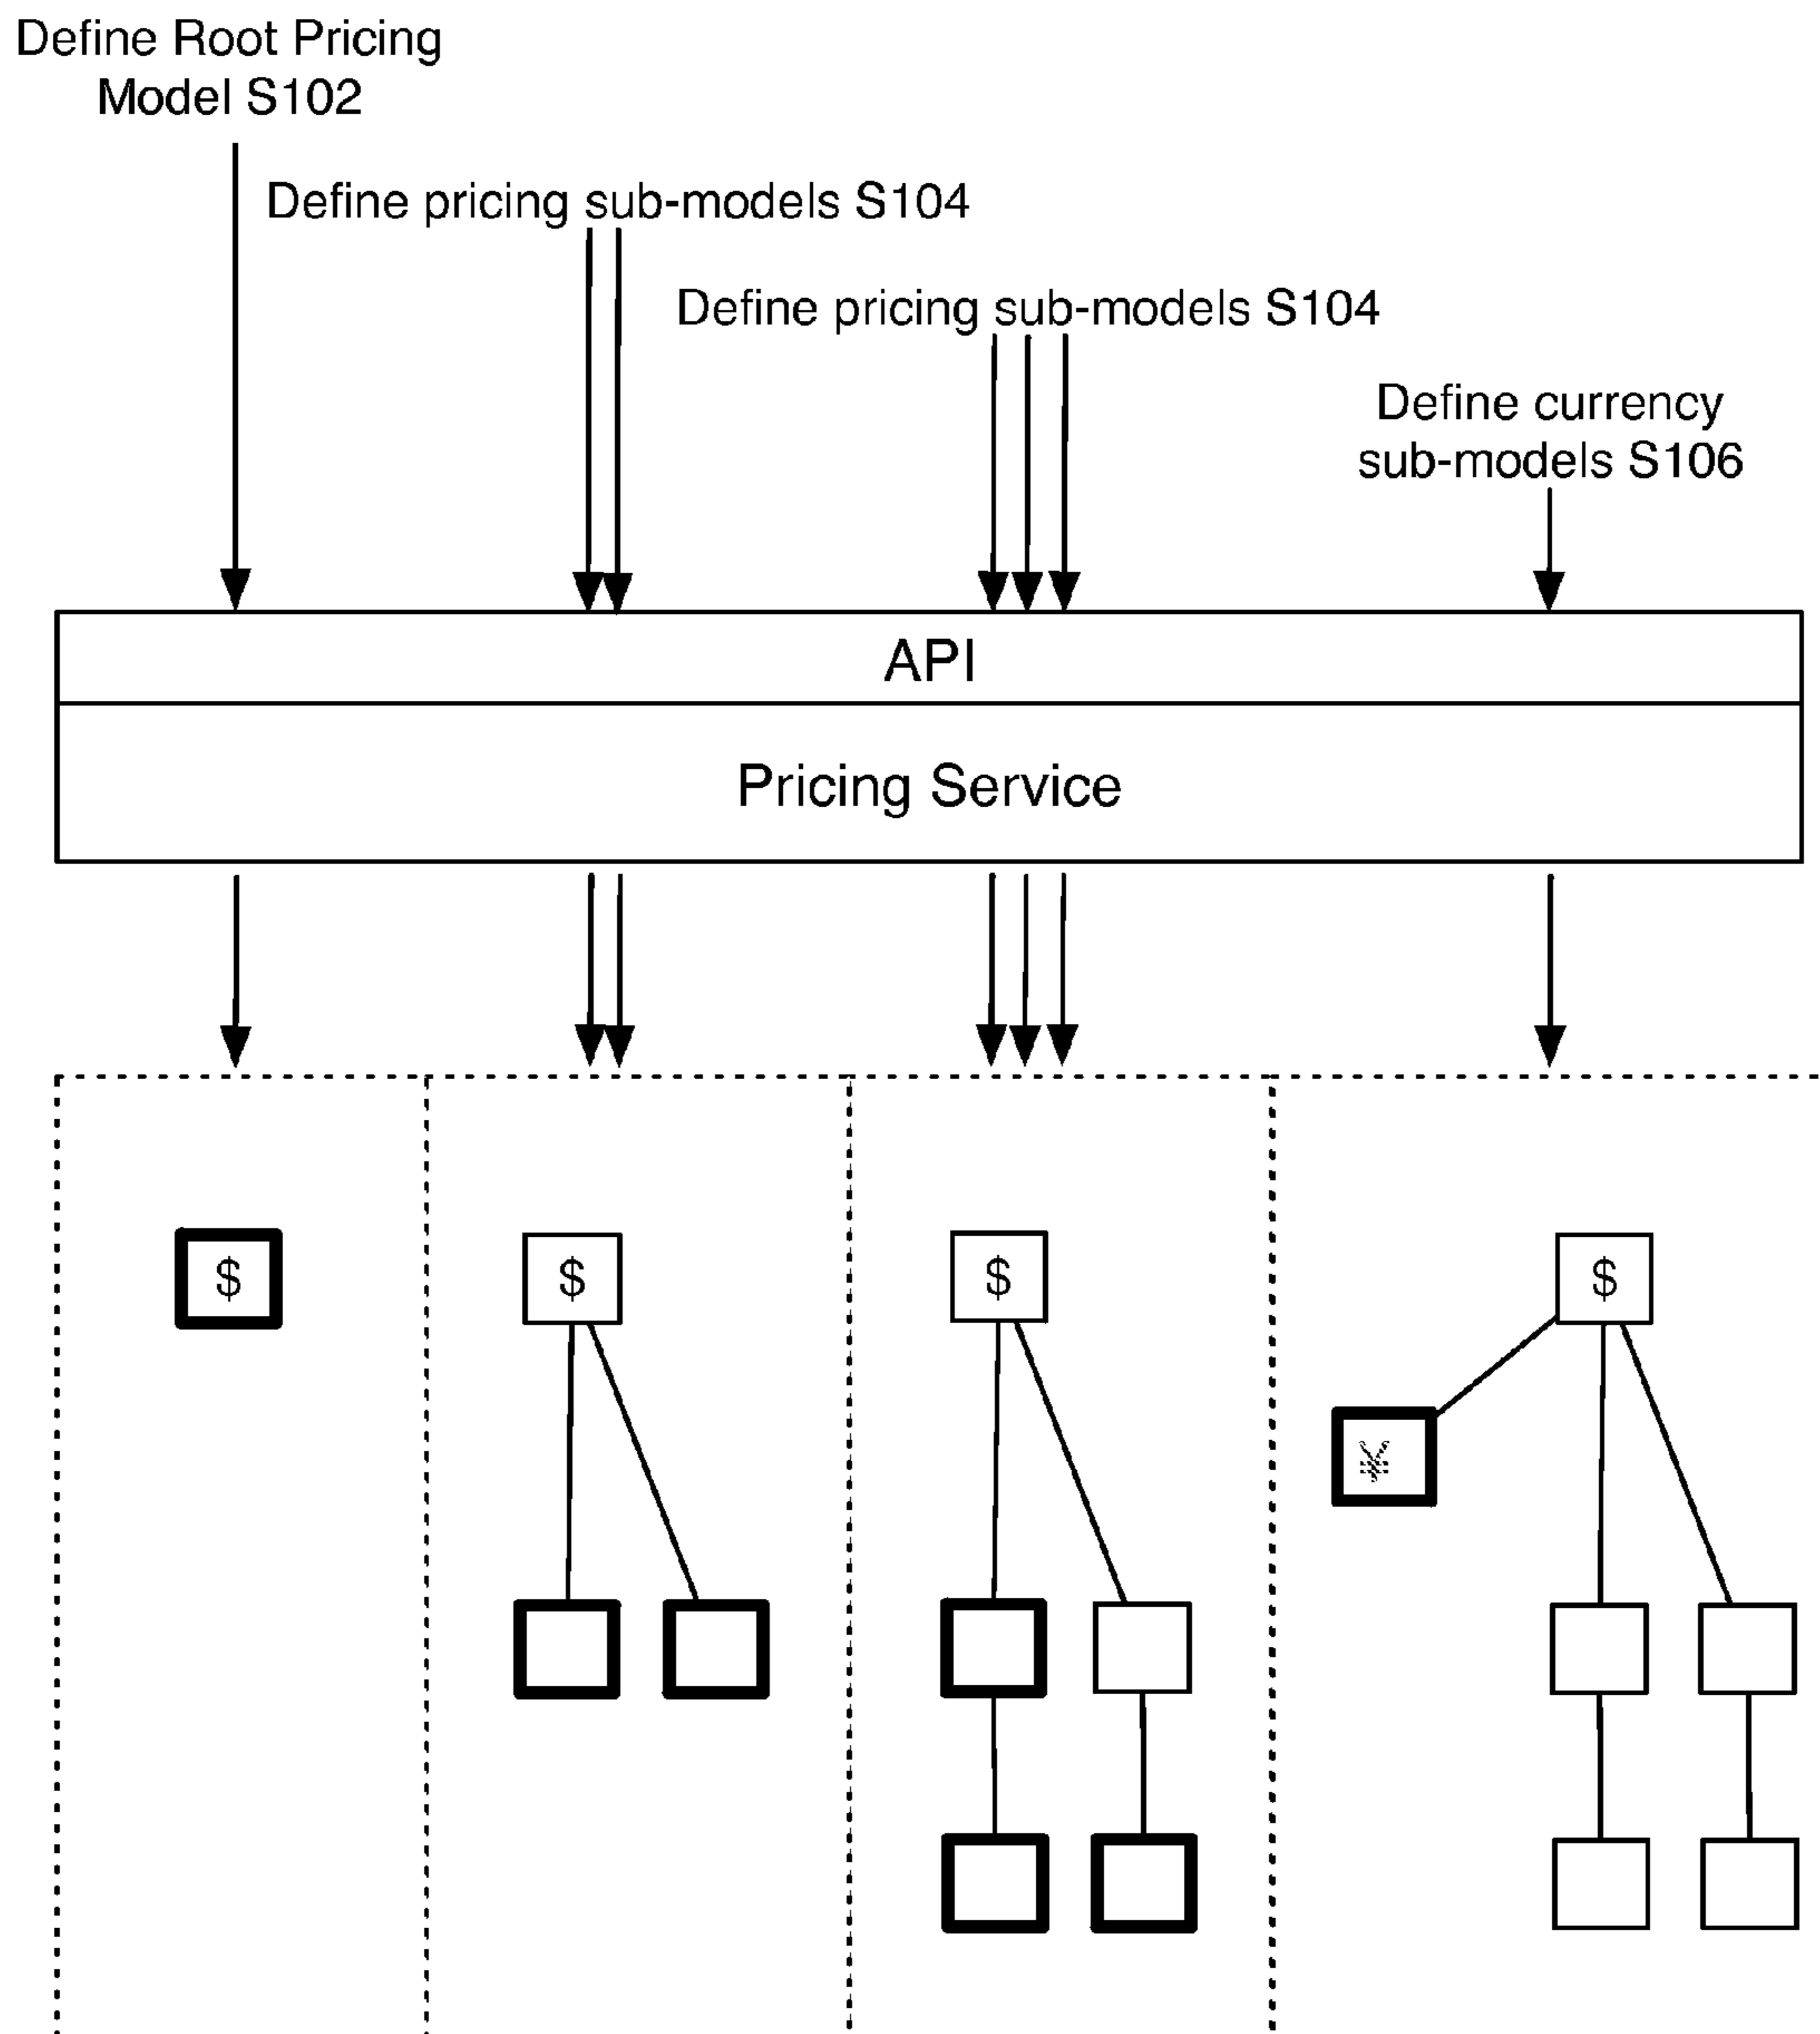 Define Root Pricing
Model S102
Define pricing sub-models S104
Define pricing sub-models S104
Define currency
sub-models S106
API
Pricing Service
$
$
$
$
¥